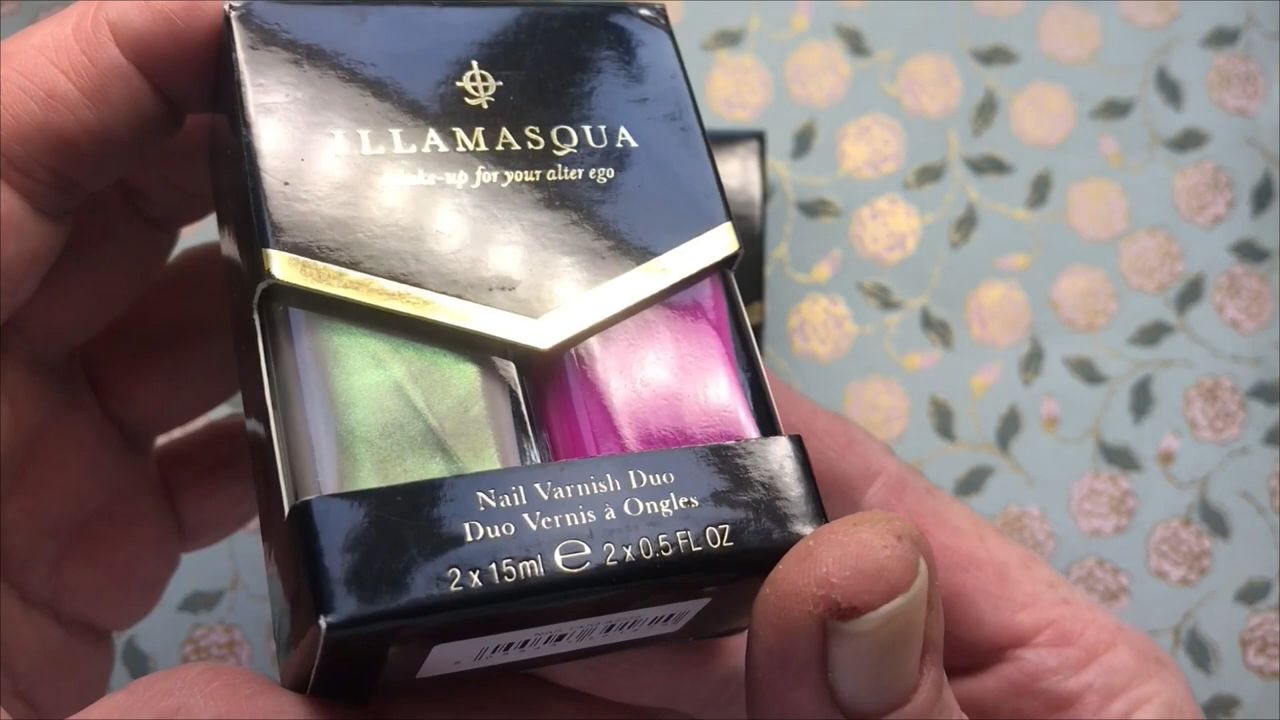 ILLAMASQUA
Make-up for your alter ego
Nail Varnish Duo
Duo Vernis à Ongles
2 x 15ml e 2 x 0.5 FL OZ